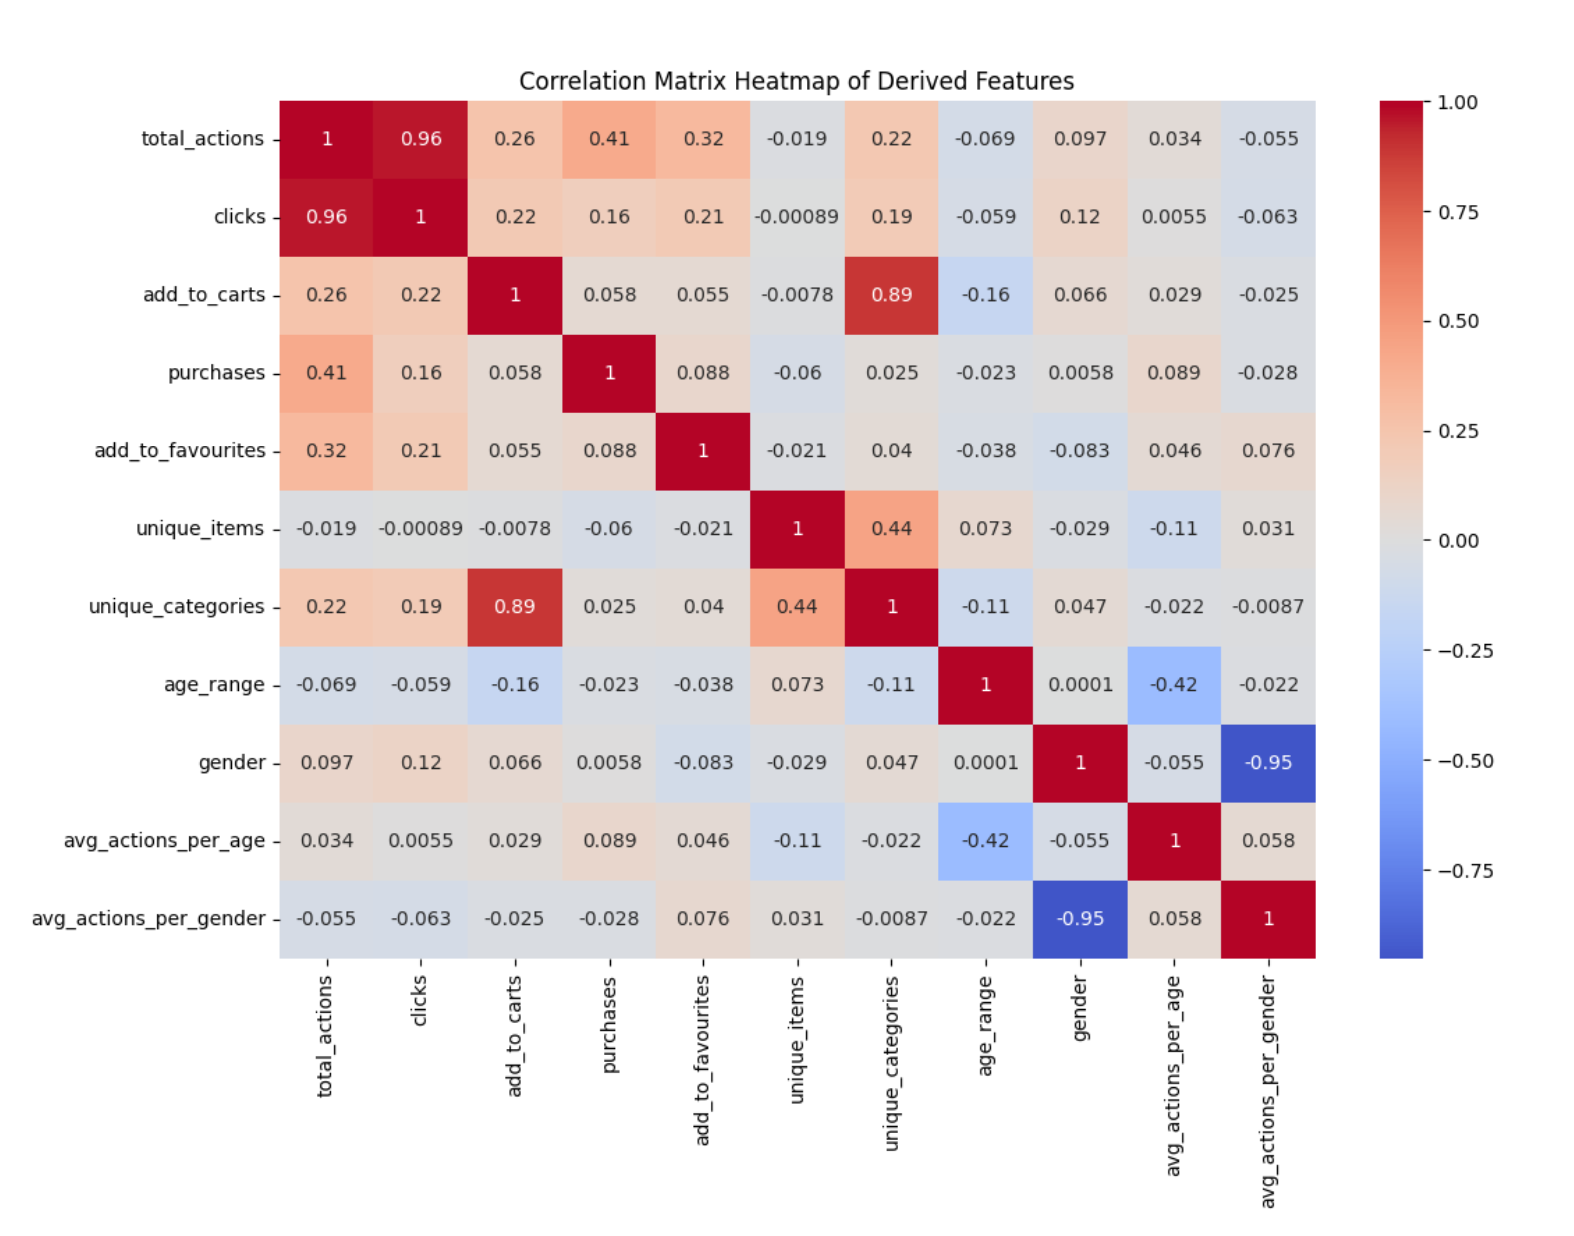 Correlation Matrix Heatmap of Derived Features
total_actions 1 0.96 0.26 0.41 0.32 -0.019 0.22 -0.069 0.097 0.034 -0.055
clicks 0.96 1 0.22 0.16 0.21 -0.00089 0.19 -0.059 0.12 0.0055 -0.063
add_to_carts 0.26 0.22 1 0.058 0.055 -0.0078 0.89 -0.16 0.066 0.029 -0.025
purchases 0.41 0.16 0.058 1 0.088 -0.06 0.025 -0.023 0.0058 0.089 -0.028
add_to_favourites 0.32 0.21 0.055 0.088 1 -0.021 0.04 -0.038 -0.083 0.046 0.076
unique_items -0.019 -0.00089 -0.0078 -0.06 -0.021 1 0.44 0.073 -0.029 -0.11 0.031
unique_categories 0.22 0.19 0.89 0.025 0.04 0.44 1 -0.11 0.047 -0.022 -0.0087
age_range -0.069 -0.059 -0.16 -0.023 -0.038 0.073 -0.11 1 0.0001 -0.42 -0.022
gender 0.097 0.12 0.066 0.0058 -0.083 -0.029 0.047 0.0001 1 -0.055 -0.95
avg_actions_per_age 0.034 0.0055 0.029 0.089 0.046 -0.11 -0.022 -0.42 -0.055 1 0.058
avg_actions_per_gender -0.055 -0.063 -0.025 -0.028 0.076 0.031 -0.0087 -0.022 -0.95 0.058 1
total_actions
clicks
add_to_carts
purchases
add_to_favourites
unique_items
unique_categories
age_range
gender
avg_actions_per_age
avg_actions_per_gender
1.00
0.75
0.50
0.25
0.00
−0.25
−0.50
−0.75